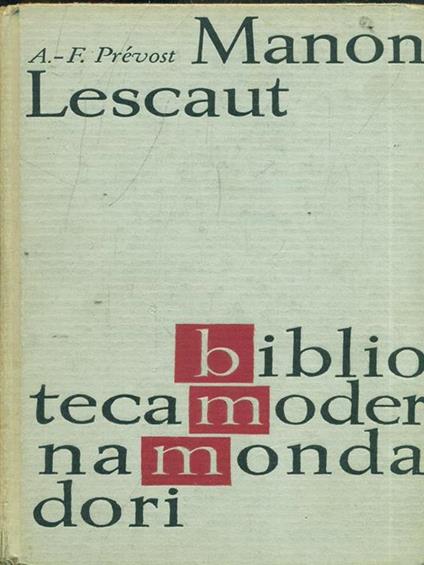 A.-F. Prévost Manon
Lescaut
biblio
tecamoder
namonda
dori